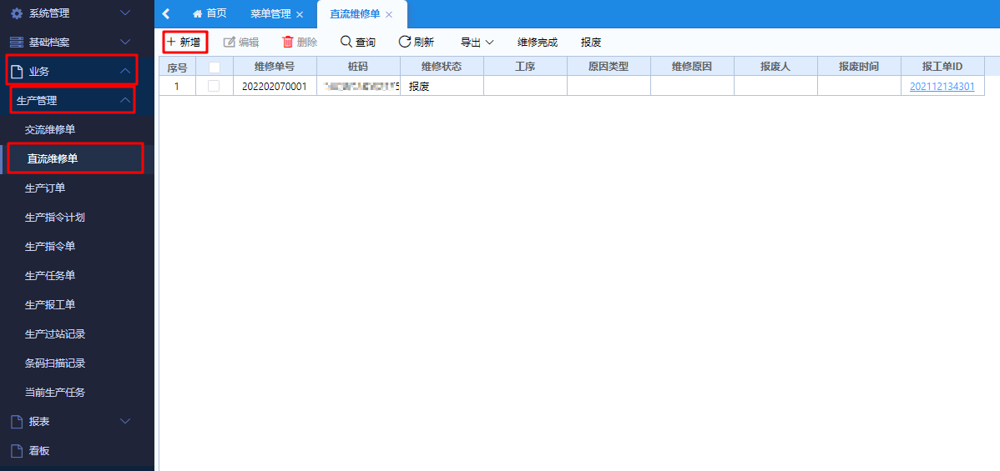 系统管理
基础档案
业务
生产管理
交流维修单
直流维修单
生产订单
生产指令计划
生产指令单
生产任务单
生产报工单
生产过站记录
条码扫描记录
当前生产任务
报表
看板
首页 菜单管理 直流维修单
新增 编辑 删除 查询 刷新 导出 维修完成 报废
序号 维修单号 桩码 维修状态 工序 原因类型 维修原因 报废人 报废时间 报工单ID
1 202202070001 报废 202112134301